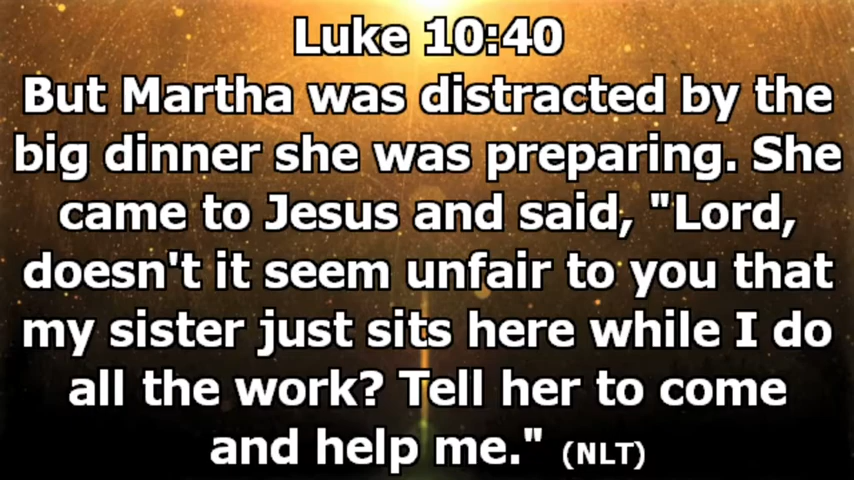 Luke 10:40
But Martha was distracted by the
big dinner she was preparing. She
came to Jesus and said, "Lord,
doesn't it seem unfair to you that
my sister just sits here while I do
all the work? Tell her to come
and help me." (NLT)